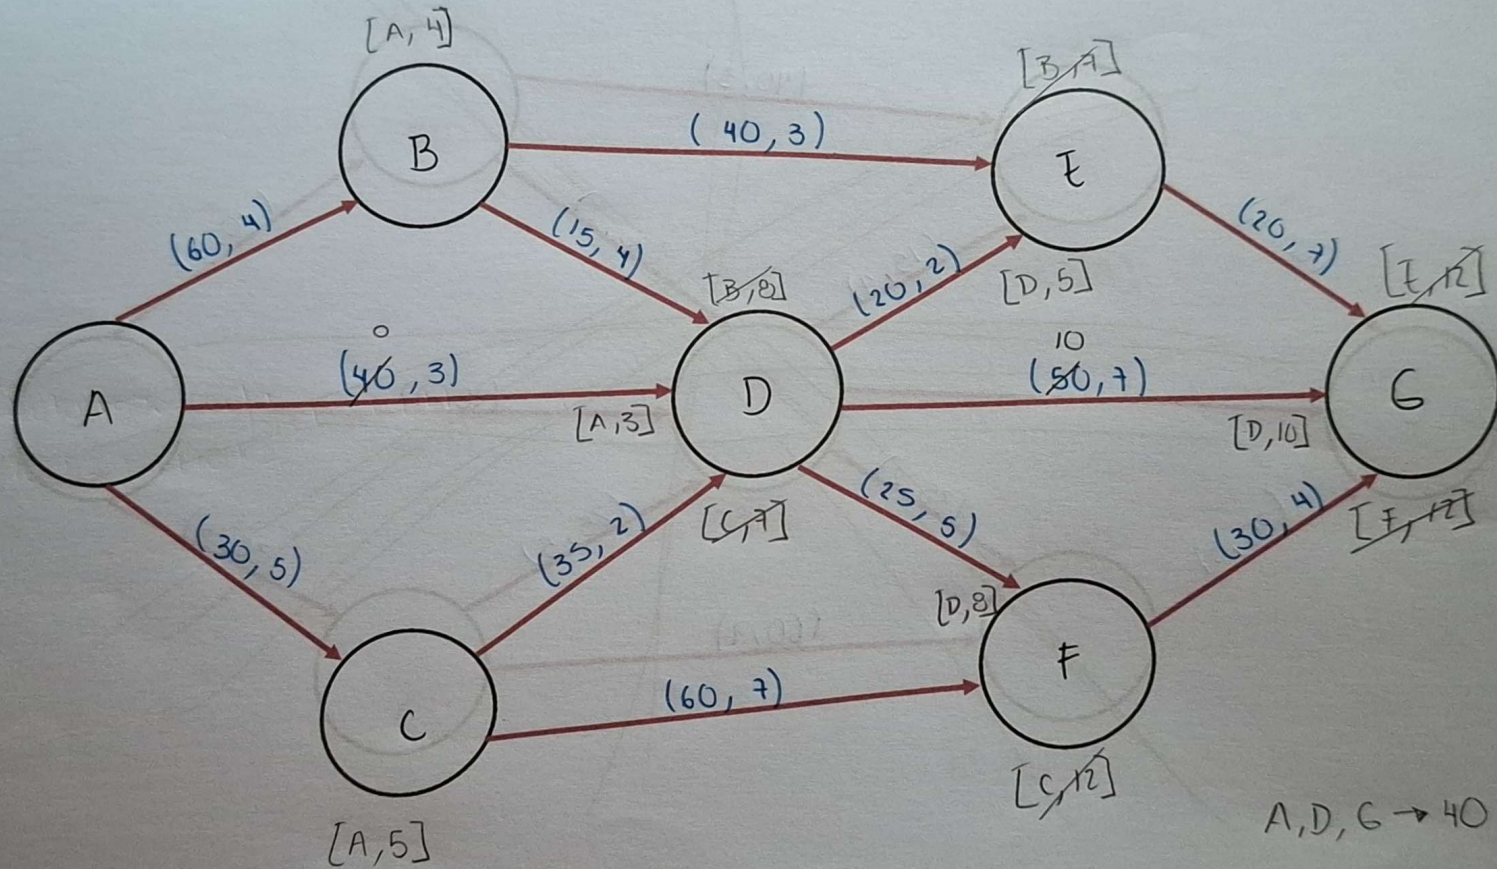 [A, 4]
[B, 7]
B
(40, 3)
E
(60, 4)
(15, 4)
(20, 7)
[B, 8]
(20, 2)
[D, 5]
[E, 12]
0
(40, 3)
10
(50, 7)
A
[A, 3]
D
[D, 10]
G
(30, 5)
(35, 2)
[C, 7]
(25, 5)
(30, 4)
[F, 12]
[D, 8]
F
(60, 7)
C
[C, 12]
[A, 5]
A, D, G → 40